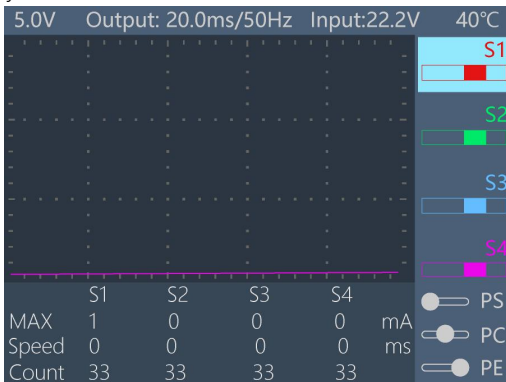 5.0V Output: 20.0ms/50Hz Input:22.2V 40°C
S1
S2
S3
S4
S1 S2 S3 S4
MAX 1 0 0 0 mA
Speed 0 0 0 0 ms
Count 33 33 33 33
PS
PC
PE